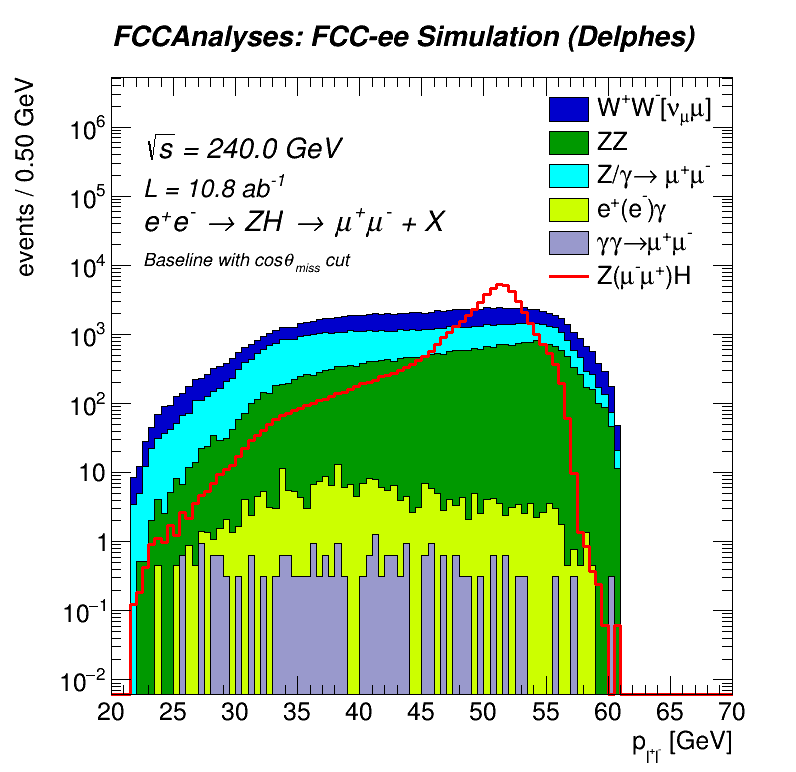 FCCAnalyses: FCC-ee Simulation (Delphes)
events / 0.50 GeV
√s = 240.0 GeV
L = 10.8 ab⁻¹
e⁺e⁻ → ZH → μ⁺μ⁻ + X
Baseline with cosθ_miss cut
W⁺W⁻[ν_μμ]
ZZ
Z/γ→ μ⁺μ⁻
e⁺(e⁻)γ
γγ→μ⁺μ⁻
Z(μ⁻μ⁺)H
10⁶
10⁵
10⁴
10³
10²
10
1
10⁻¹
10⁻²
20 25 30 35 40 45 50 55 60 65 70
p_l⁺l⁻ [GeV]